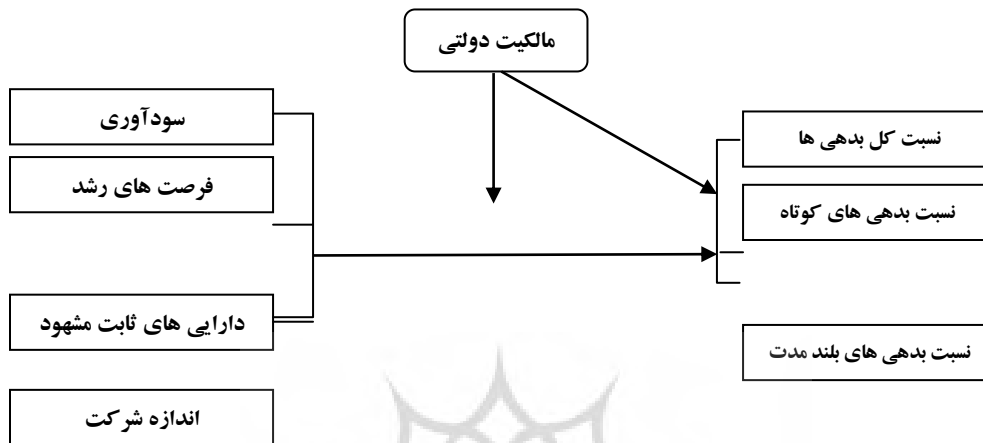 مالکیت دولتی
سودآوری
نسبت کل بدهی ها
فرصت های رشد
نسبت بدهی های کوتاه
دارایی های ثابت مشهود
نسبت بدهی های بلند مدت
اندازه شرکت